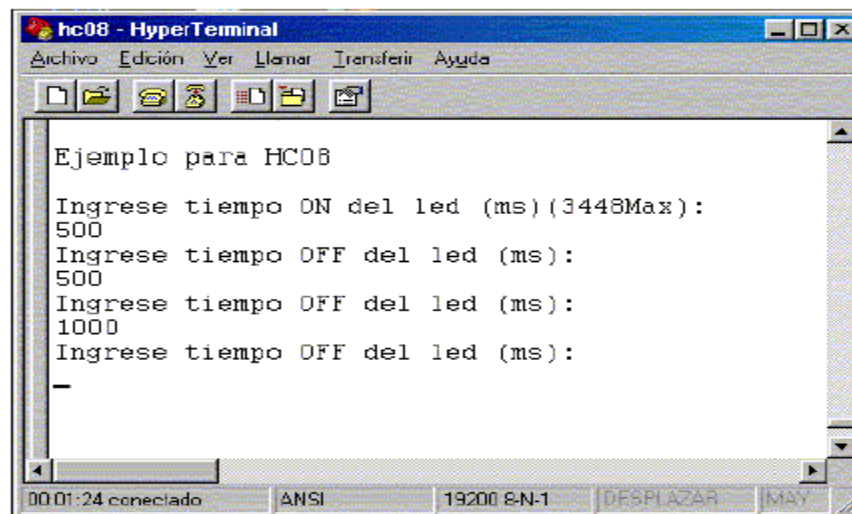 hc08 - HyperTerminal
Archivo Edición Ver Llamar Transferir Ayuda
Ejemplo para HC08
Ingrese tiempo ON del led (ms)(3448Max):
500
Ingrese tiempo OFF del led (ms):
500
Ingrese tiempo OFF del led (ms):
1000
Ingrese tiempo OFF del led (ms):
00:01:24 conectado ANSI 19200 8-N-1 DESPLAZAR MAY